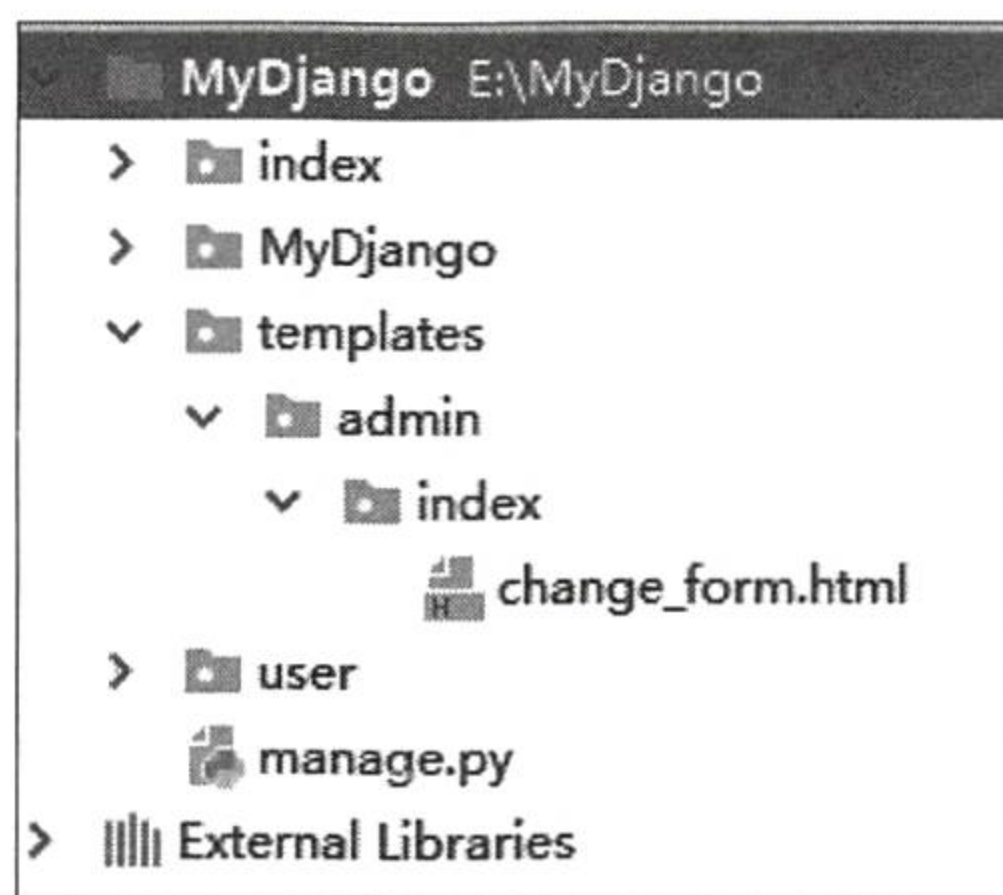 MyDjango E:\MyDjango
index
MyDjango
templates
admin
index
change_form.html
user
manage.py
External Libraries